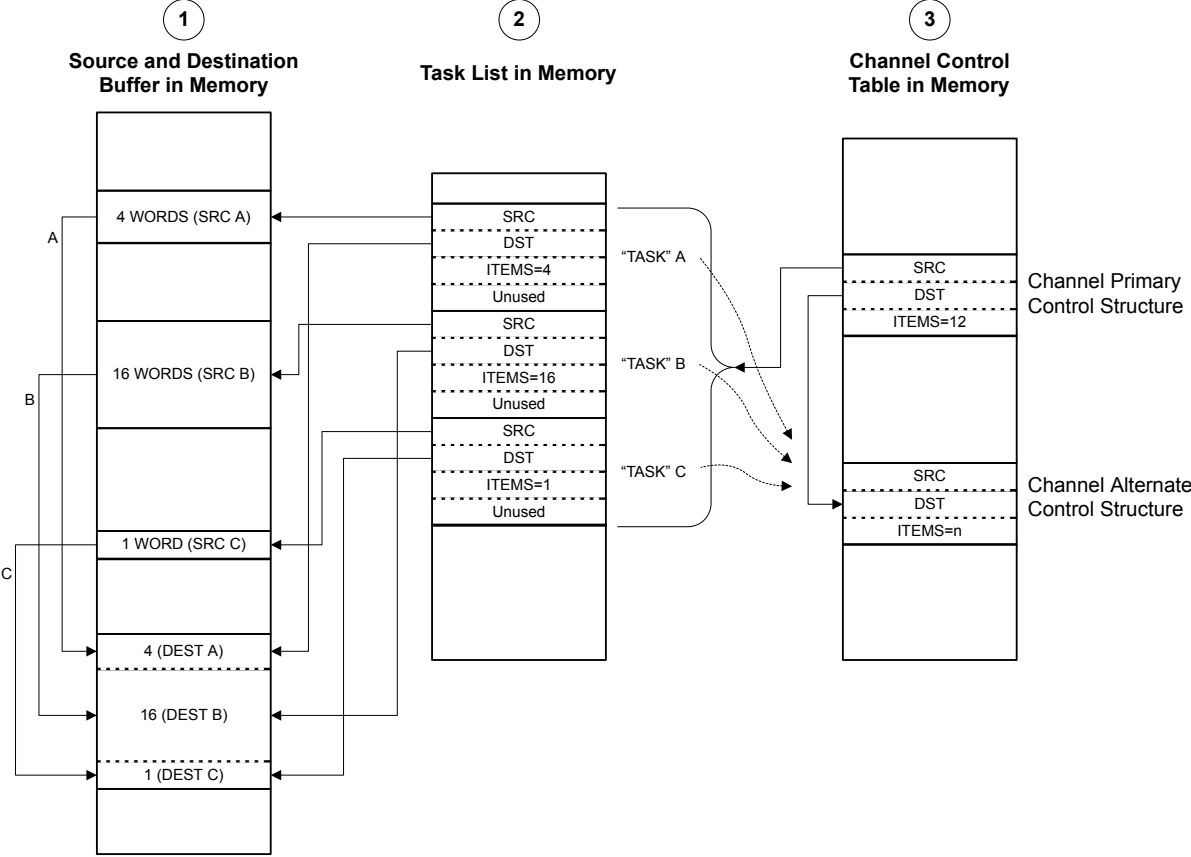 1
Source and Destination
Buffer in Memory
2
Task List in Memory
3
Channel Control
Table in Memory
4 WORDS (SRC A)
A
16 WORDS (SRC B)
B
1 WORD (SRC C)
C
4 (DEST A)
16 (DEST B)
1 (DEST C)
SRC
DST
ITEMS=4
Unused
SRC
DST
ITEMS=16
Unused
SRC
DST
ITEMS=1
Unused
“TASK” A
“TASK” B
“TASK” C
SRC
DST
ITEMS=12
Channel Primary
Control Structure
SRC
DST
ITEMS=n
Channel Alternate
Control Structure